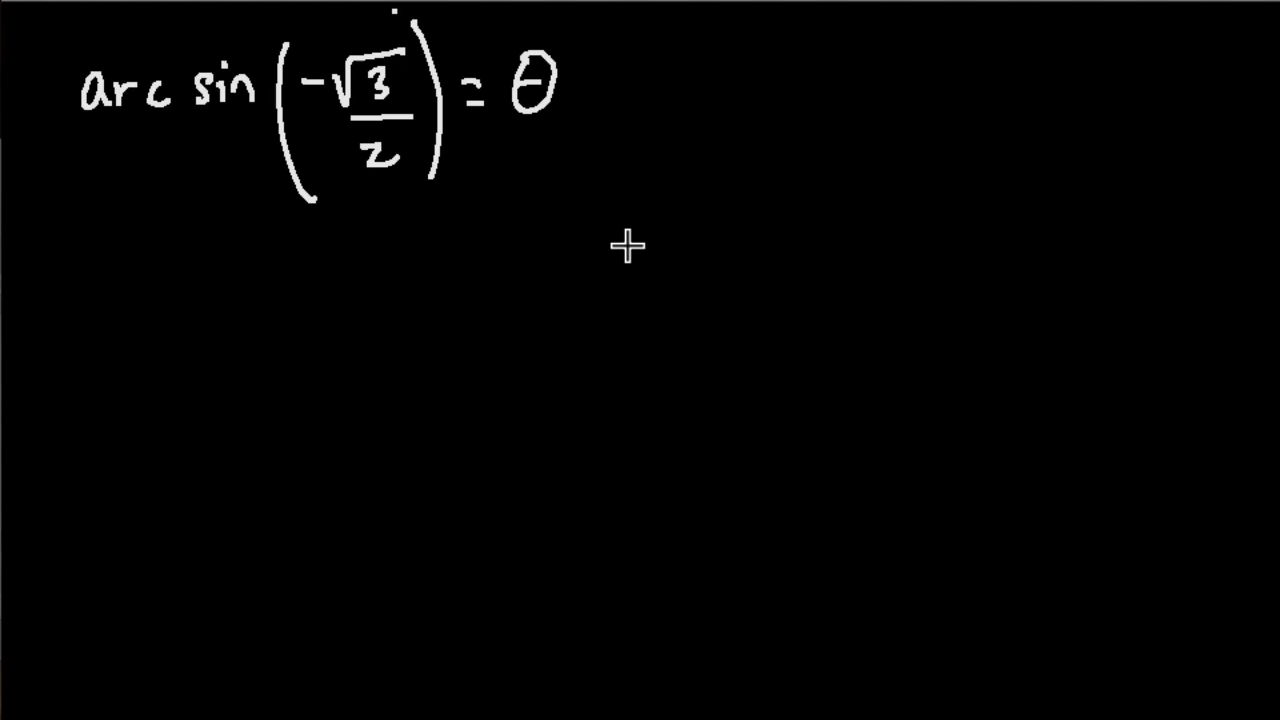 arc sin (-√3/2) = θ